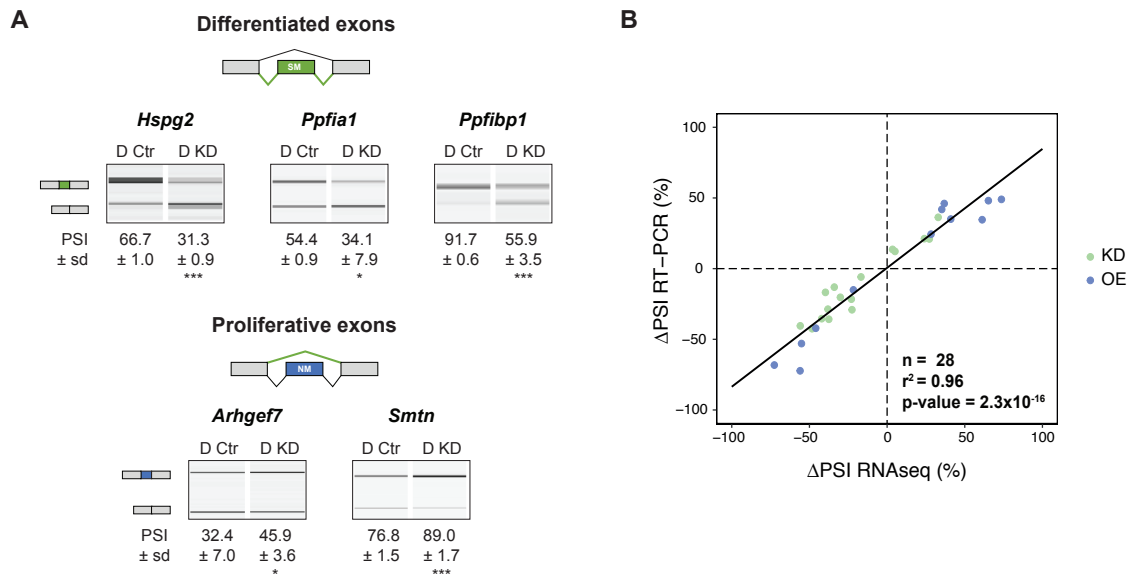 A
Differentiated exons
SM
Hspg2 Ppfia1 Ppfibp1
D Ctr D KD D Ctr D KD D Ctr D KD
PSI 66.7 31.3 54.4 34.1 91.7 55.9
± sd ± 1.0 ± 0.9 ± 0.9 ± 7.9 ± 0.6 ± 3.5
*** * ***
Proliferative exons
NM
Arhgef7 Smtn
D Ctr D KD D Ctr D KD
PSI 32.4 45.9 76.8 89.0
± sd ± 7.0 ± 3.6 ± 1.5 ± 1.7
* ***
B
ΔPSI RT−PCR (%)
100
50
0
−50
−100
KD
OE
n = 28
r² = 0.96
p-value = 2.3x10⁻¹⁶
−100 −50 0 50 100
ΔPSI RNAseq (%)